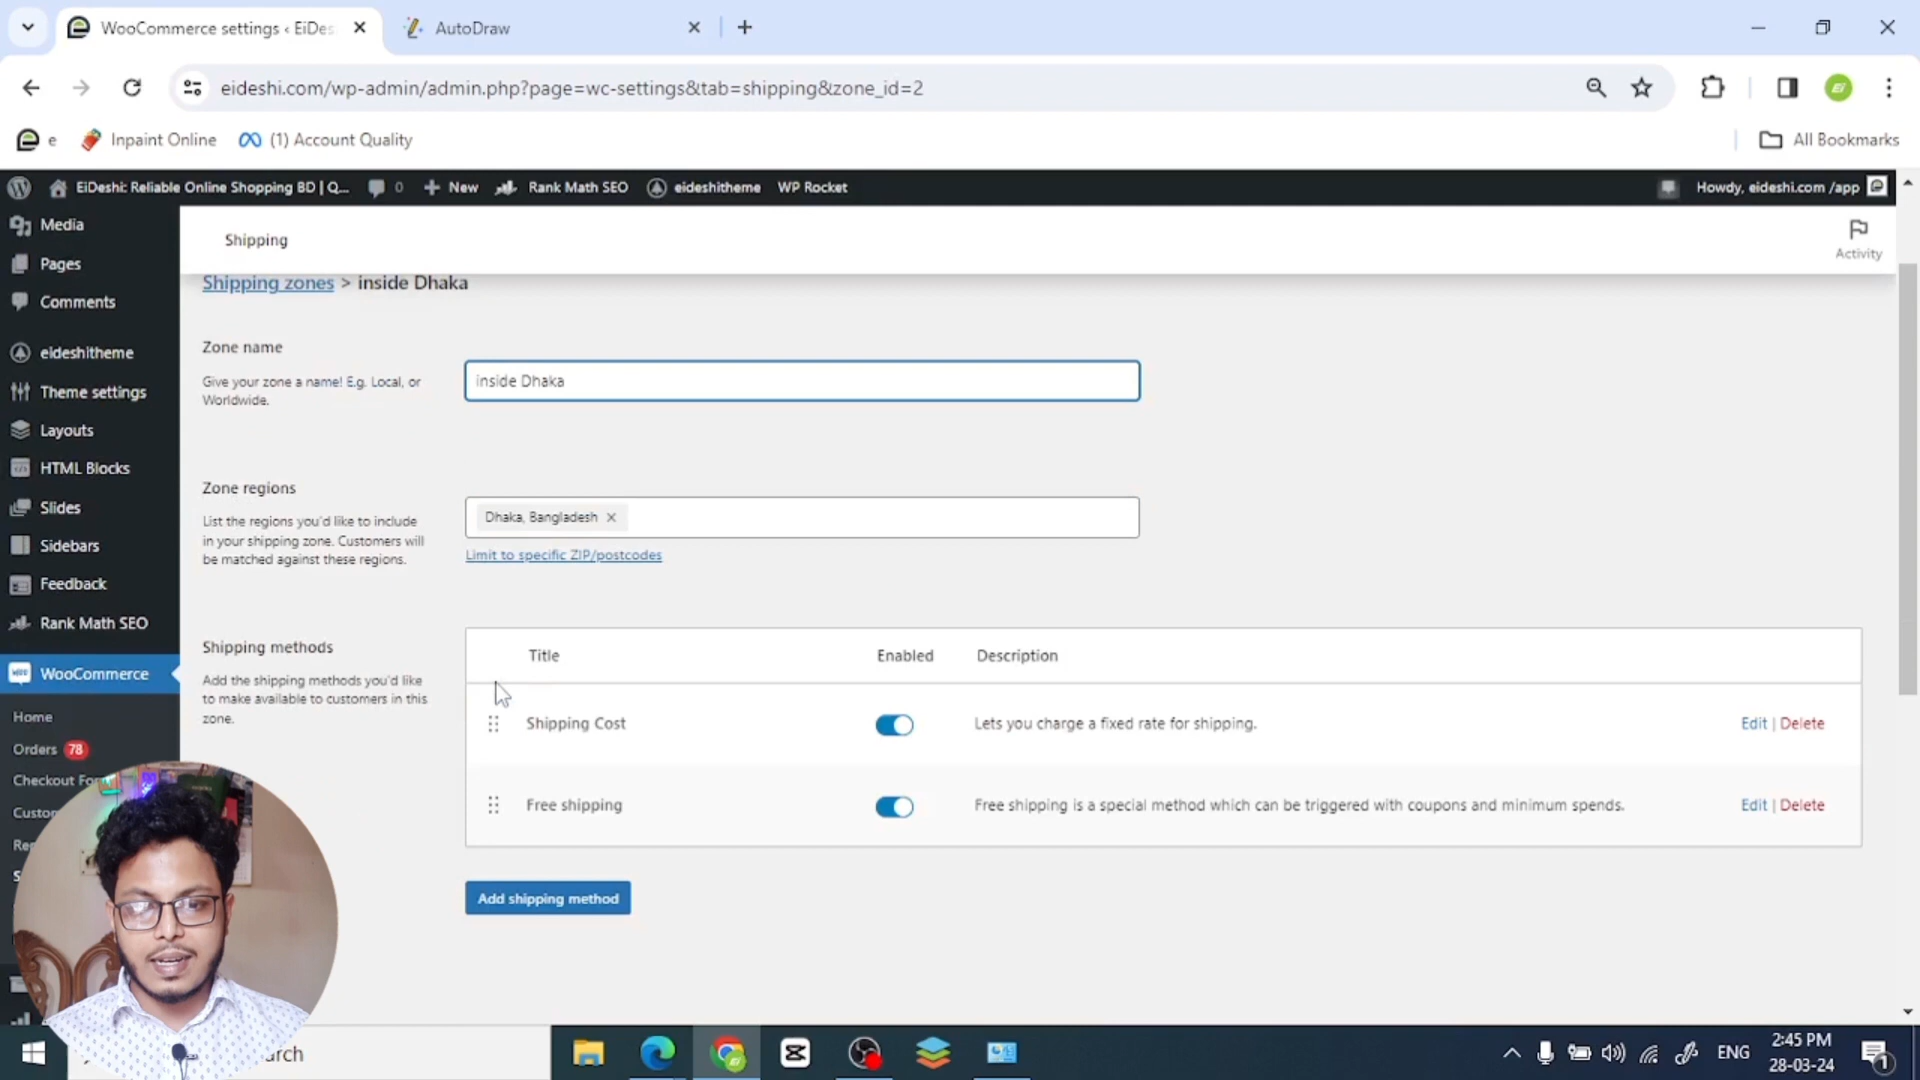 WooCommerce settings ‹ EiDes
AutoDraw
eideshi.com/wp-admin/admin.php?page=wc-settings&tab=shipping&zone_id=2
Ei
e
Inpaint Online
(1) Account Quality
All Bookmarks
EiDeshi: Reliable Online Shopping BD | Q...
0
New
Rank Math SEO
eideshitheme
WP Rocket
Howdy, eideshi.com /app
Media
Pages
Comments
eideshitheme
Theme settings
Layouts
HTML Blocks
Slides
Sidebars
Feedback
Rank Math SEO
WooCommerce
Home
Orders 78
Checkout For
Custo
Re
S
Shipping
Activity
Shipping zones > inside Dhaka
Zone name
Give your zone a name! E.g. Local, or
Worldwide.
inside Dhaka
Zone regions
List the regions you'd like to include
in your shipping zone. Customers will
be matched against these regions.
Dhaka, Bangladesh ×
Limit to specific ZIP/postcodes
Shipping methods
Add the shipping methods you'd like
to make available to customers in this
zone.
Title
Enabled
Description
Shipping Cost
Lets you charge a fixed rate for shipping.
Edit | Delete
Free shipping
Free shipping is a special method which can be triggered with coupons and minimum spends.
Edit | Delete
Add shipping method
arch
ENG
2:45 PM
28-03-24
1